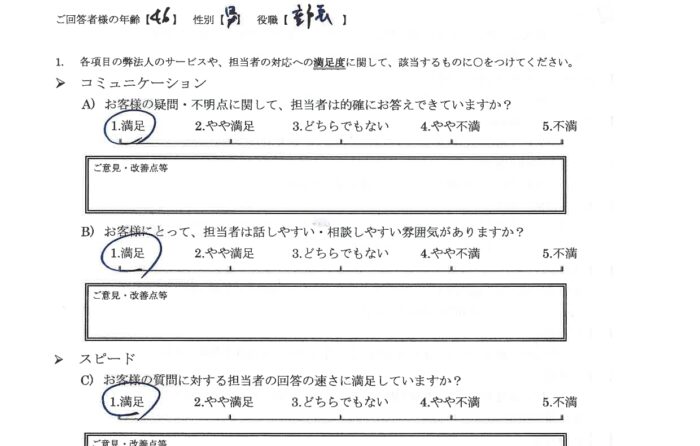 ご回答者様の年齢【46】 性別【男】 役職【部長】
1. 各項目の弊法人のサービスや、担当者の対応への満足度に関して、該当するものに○をつけてください。
➤ コミュニケーション
A) お客様の疑問・不明点に関して、担当者は的確にお答えできていますか？
1.満足 2.やや満足 3.どちらでもない 4.やや不満 5.不満
ご意見・改善点等
B) お客様にとって、担当者は話しやすい・相談しやすい雰囲気がありますか？
1.満足 2.やや満足 3.どちらでもない 4.やや不満 5.不満
ご意見・改善点等
➤ スピード
C) お客様の質問に対する担当者の回答の速さに満足していますか？
1.満足 2.やや満足 3.どちらでもない 4.やや不満 5.不満
ご意見・改善点等